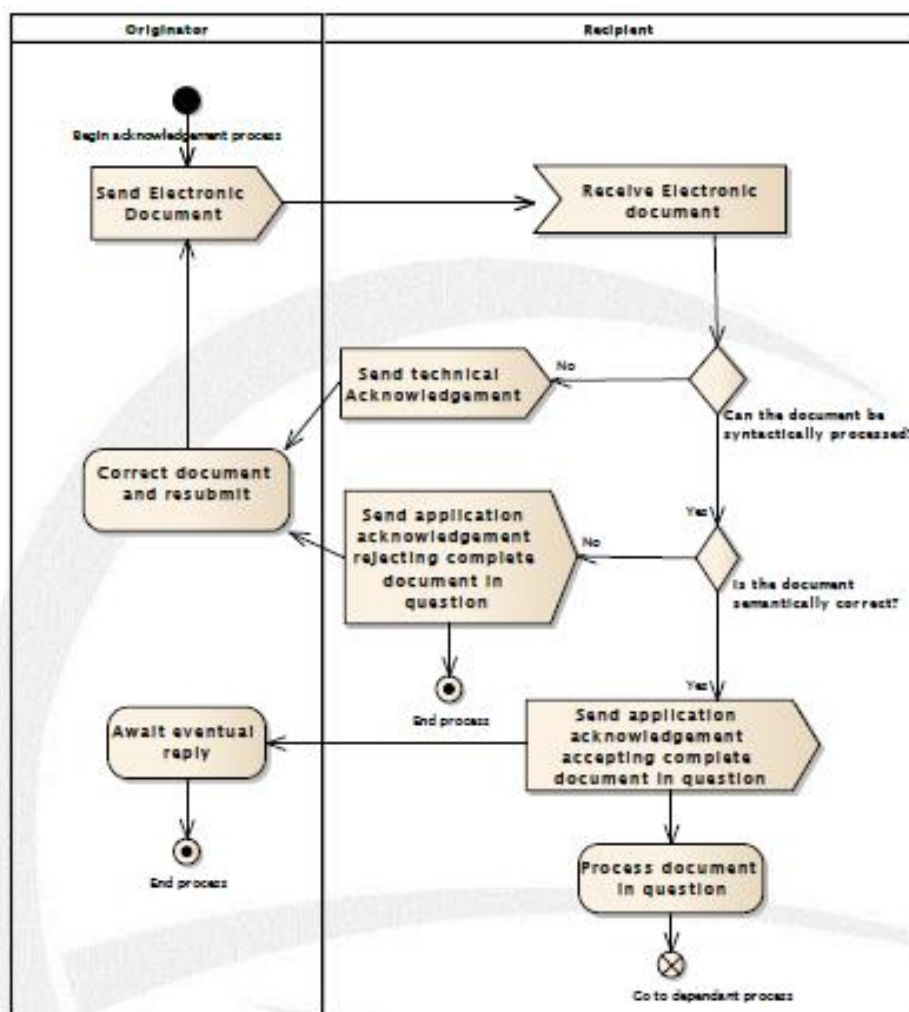 Originator
Recipient
Begin acknowledgement process
Send Electronic
Document
Receive Electronic
document
Send technical
Acknowledgement
No
Can the document be
syntactically processed?
Correct document
and resubmit
Send application
acknowledgement
rejecting complete
document in
question
No
Yes
Is the document
semantically correct?
End process
Yes
Await eventual
reply
Send application
acknowledgement
accepting complete
document in question
End process
Process document
in question
Go to dependant process